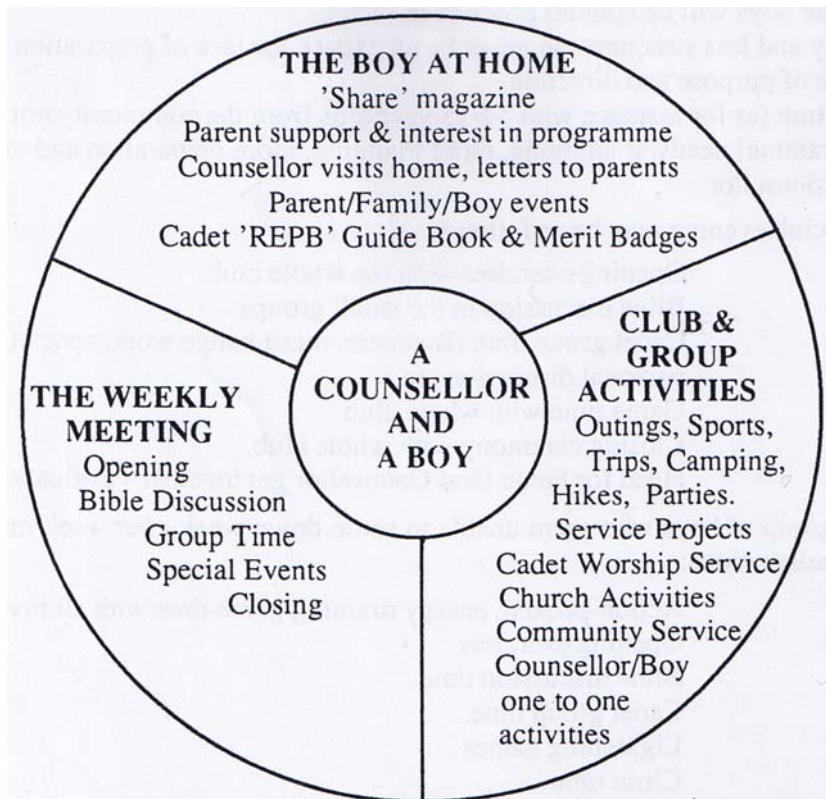 THE BOY AT HOME
'Share' magazine
Parent support & interest in programme
Counsellor visits home, letters to parents
Parent/Family/Boy events
Cadet 'REPB' Guide Book & Merit Badges
A
COUNSELLOR
AND
A BOY
THE WEEKLY
MEETING
Opening
Bible Discussion
Group Time
Special Events
Closing
CLUB &
GROUP
ACTIVITIES
Outings, Sports,
Trips, Camping,
Hikes, Parties.
Service Projects
Cadet Worship Service
Church Activities
Community Service
Counsellor/Boy
one to one
activities